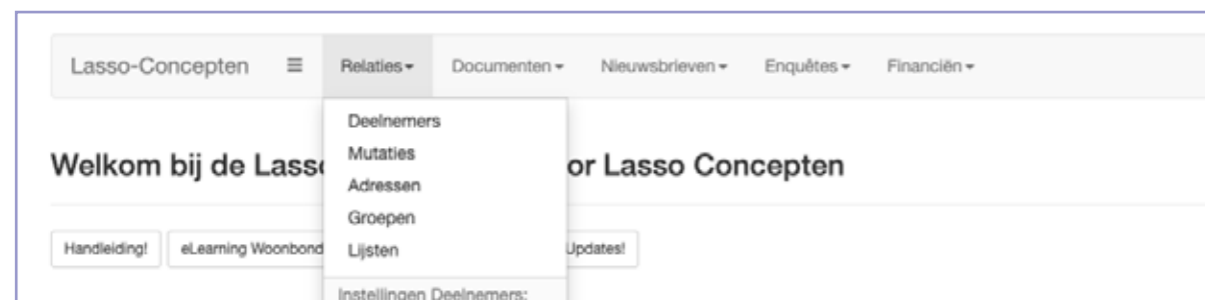 Lasso-Concepten ≡ Relaties Documenten Nieuwsbrieven Enquêtes Financiën
Deelnemers
Mutaties
Adressen
Groepen
Lijsten
Instellingen Deelnemers:
Welkom bij de Lasso or Lasso Concepten
Handleiding! eLearning Woonbond Updates!